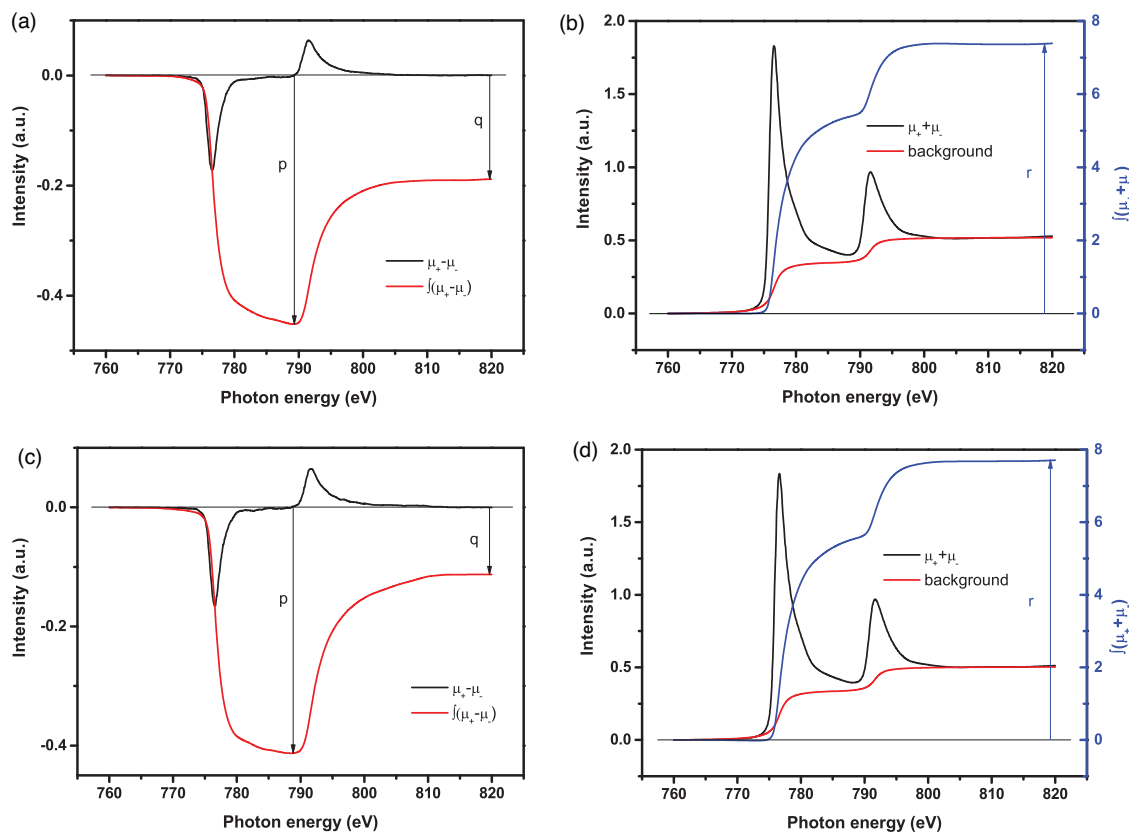 (a)
0.0
-0.2
-0.4
Intensity (a.u.)
p
q
μ₊-μ₋
∫(μ₊-μ₋)
760 770 780 790 800 810 820
Photon energy (eV)
(b)
2.0
1.5
1.0
0.5
0.0
Intensity (a.u.)
μ₊+μ₋
background
r
8
6
4
2
0
∫(μ₊+μ₋)
760 770 780 790 800 810 820
Photon energy (eV)
(c)
0.0
-0.2
-0.4
Intensity (a.u.)
p
q
μ₊-μ₋
∫(μ₊-μ₋)
760 770 780 790 800 810 820
Photon energy (eV)
(d)
2.0
1.5
1.0
0.5
0.0
Intensity (a.u.)
μ₊+μ₋
background
r
8
6
4
2
0
∫(μ₊+μ₋)
760 770 780 790 800 810 820
Photon energy (eV)